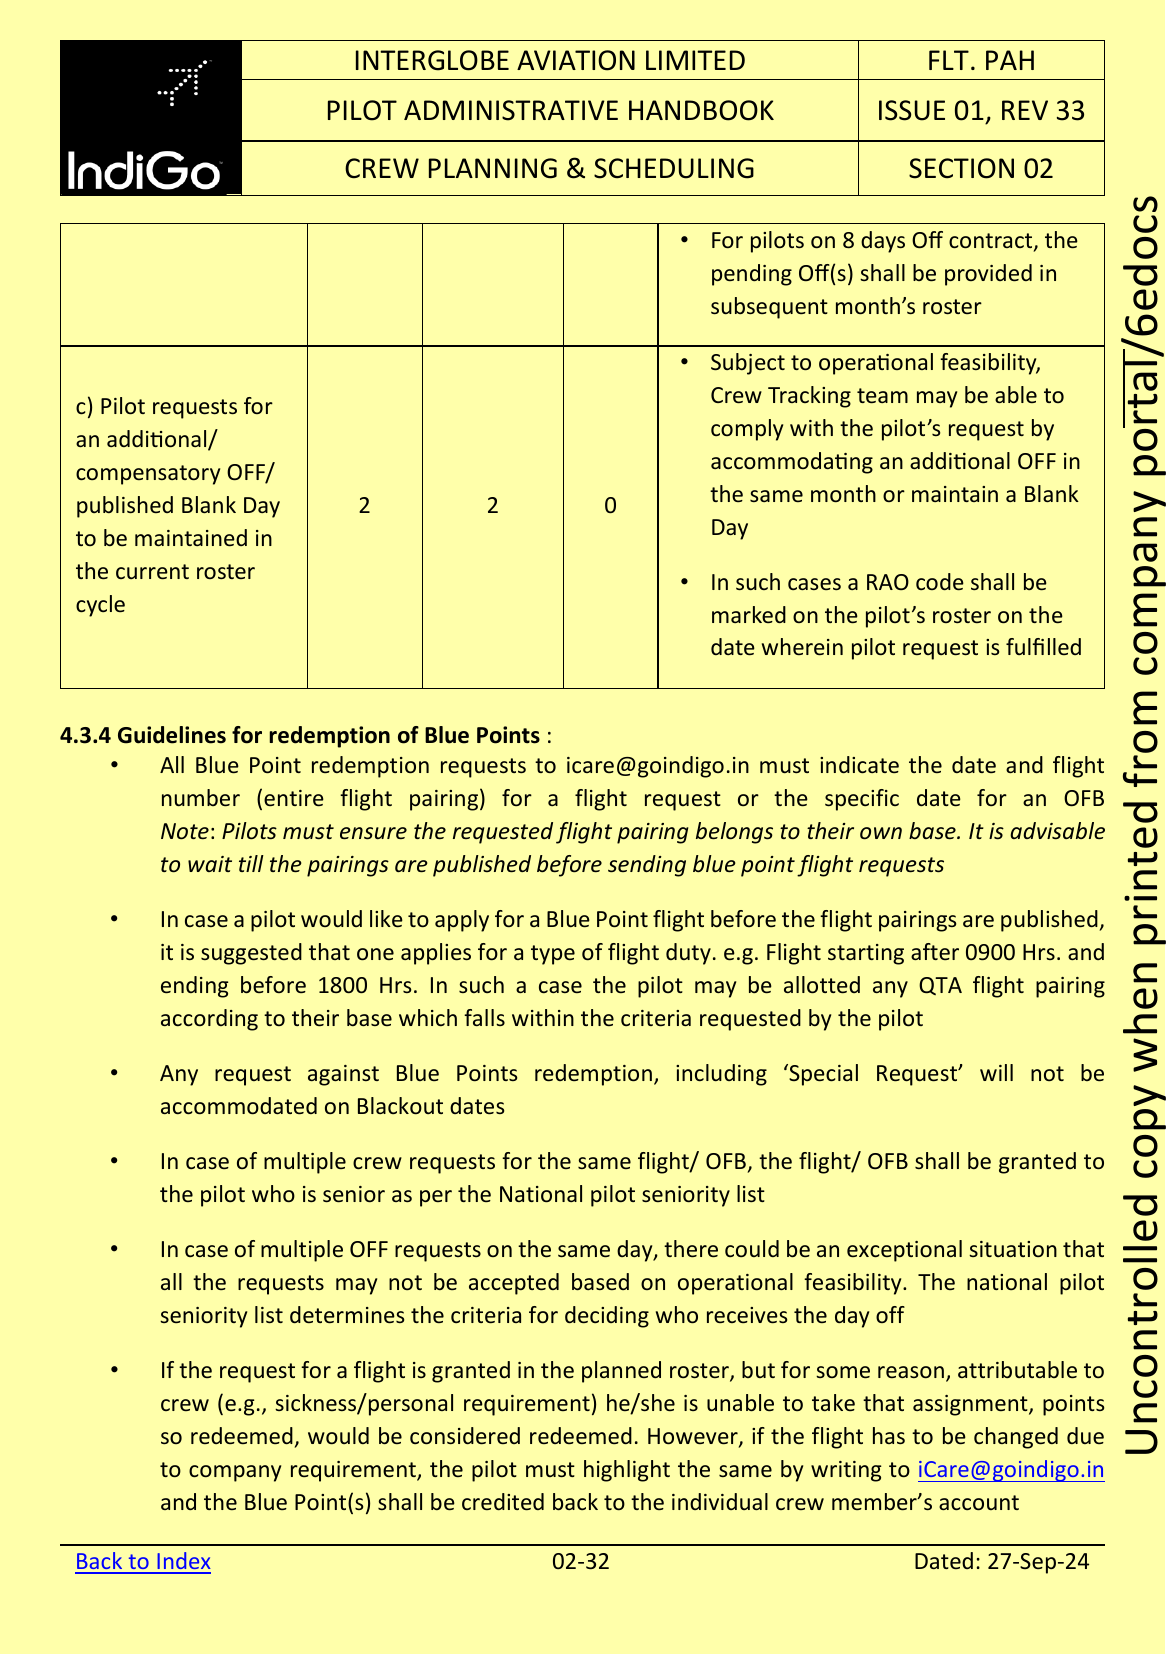 INTERGLOBE AVIATION LIMITED
FLT. PAH
PILOT ADMINISTRATIVE HANDBOOK
ISSUE 01, REV 33
IndiGo
CREW PLANNING & SCHEDULING
SECTION 02
• For pilots on 8 days Off contract, the
pending Off(s) shall be provided in
subsequent month’s roster
c) Pilot requests for
an additional/
compensatory OFF/
published Blank Day
to be maintained in
the current roster
cycle
2
2
0
• Subject to operational feasibility,
Crew Tracking team may be able to
comply with the pilot’s request by
accommodating an additional OFF in
the same month or maintain a Blank
Day
• In such cases a RAO code shall be
marked on the pilot’s roster on the
date wherein pilot request is fulfilled
4.3.4 Guidelines for redemption of Blue Points :
• All Blue Point redemption requests to icare@goindigo.in must indicate the date and flight
number (entire flight pairing) for a flight request or the specific date for an OFB
Note: Pilots must ensure the requested flight pairing belongs to their own base. It is advisable
to wait till the pairings are published before sending blue point flight requests
• In case a pilot would like to apply for a Blue Point flight before the flight pairings are published,
it is suggested that one applies for a type of flight duty. e.g. Flight starting after 0900 Hrs. and
ending before 1800 Hrs. In such a case the pilot may be allotted any QTA flight pairing
according to their base which falls within the criteria requested by the pilot
• Any request against Blue Points redemption, including ‘Special Request’ will not be
accommodated on Blackout dates
• In case of multiple crew requests for the same flight/ OFB, the flight/ OFB shall be granted to
the pilot who is senior as per the National pilot seniority list
• In case of multiple OFF requests on the same day, there could be an exceptional situation that
all the requests may not be accepted based on operational feasibility. The national pilot
seniority list determines the criteria for deciding who receives the day off
• If the request for a flight is granted in the planned roster, but for some reason, attributable to
crew (e.g., sickness/personal requirement) he/she is unable to take that assignment, points
so redeemed, would be considered redeemed. However, if the flight has to be changed due
to company requirement, the pilot must highlight the same by writing to iCare@goindigo.in
and the Blue Point(s) shall be credited back to the individual crew member’s account
Back to Index
02-32
Dated: 27-Sep-24
Uncontrolled copy when printed from company portal/6edocs